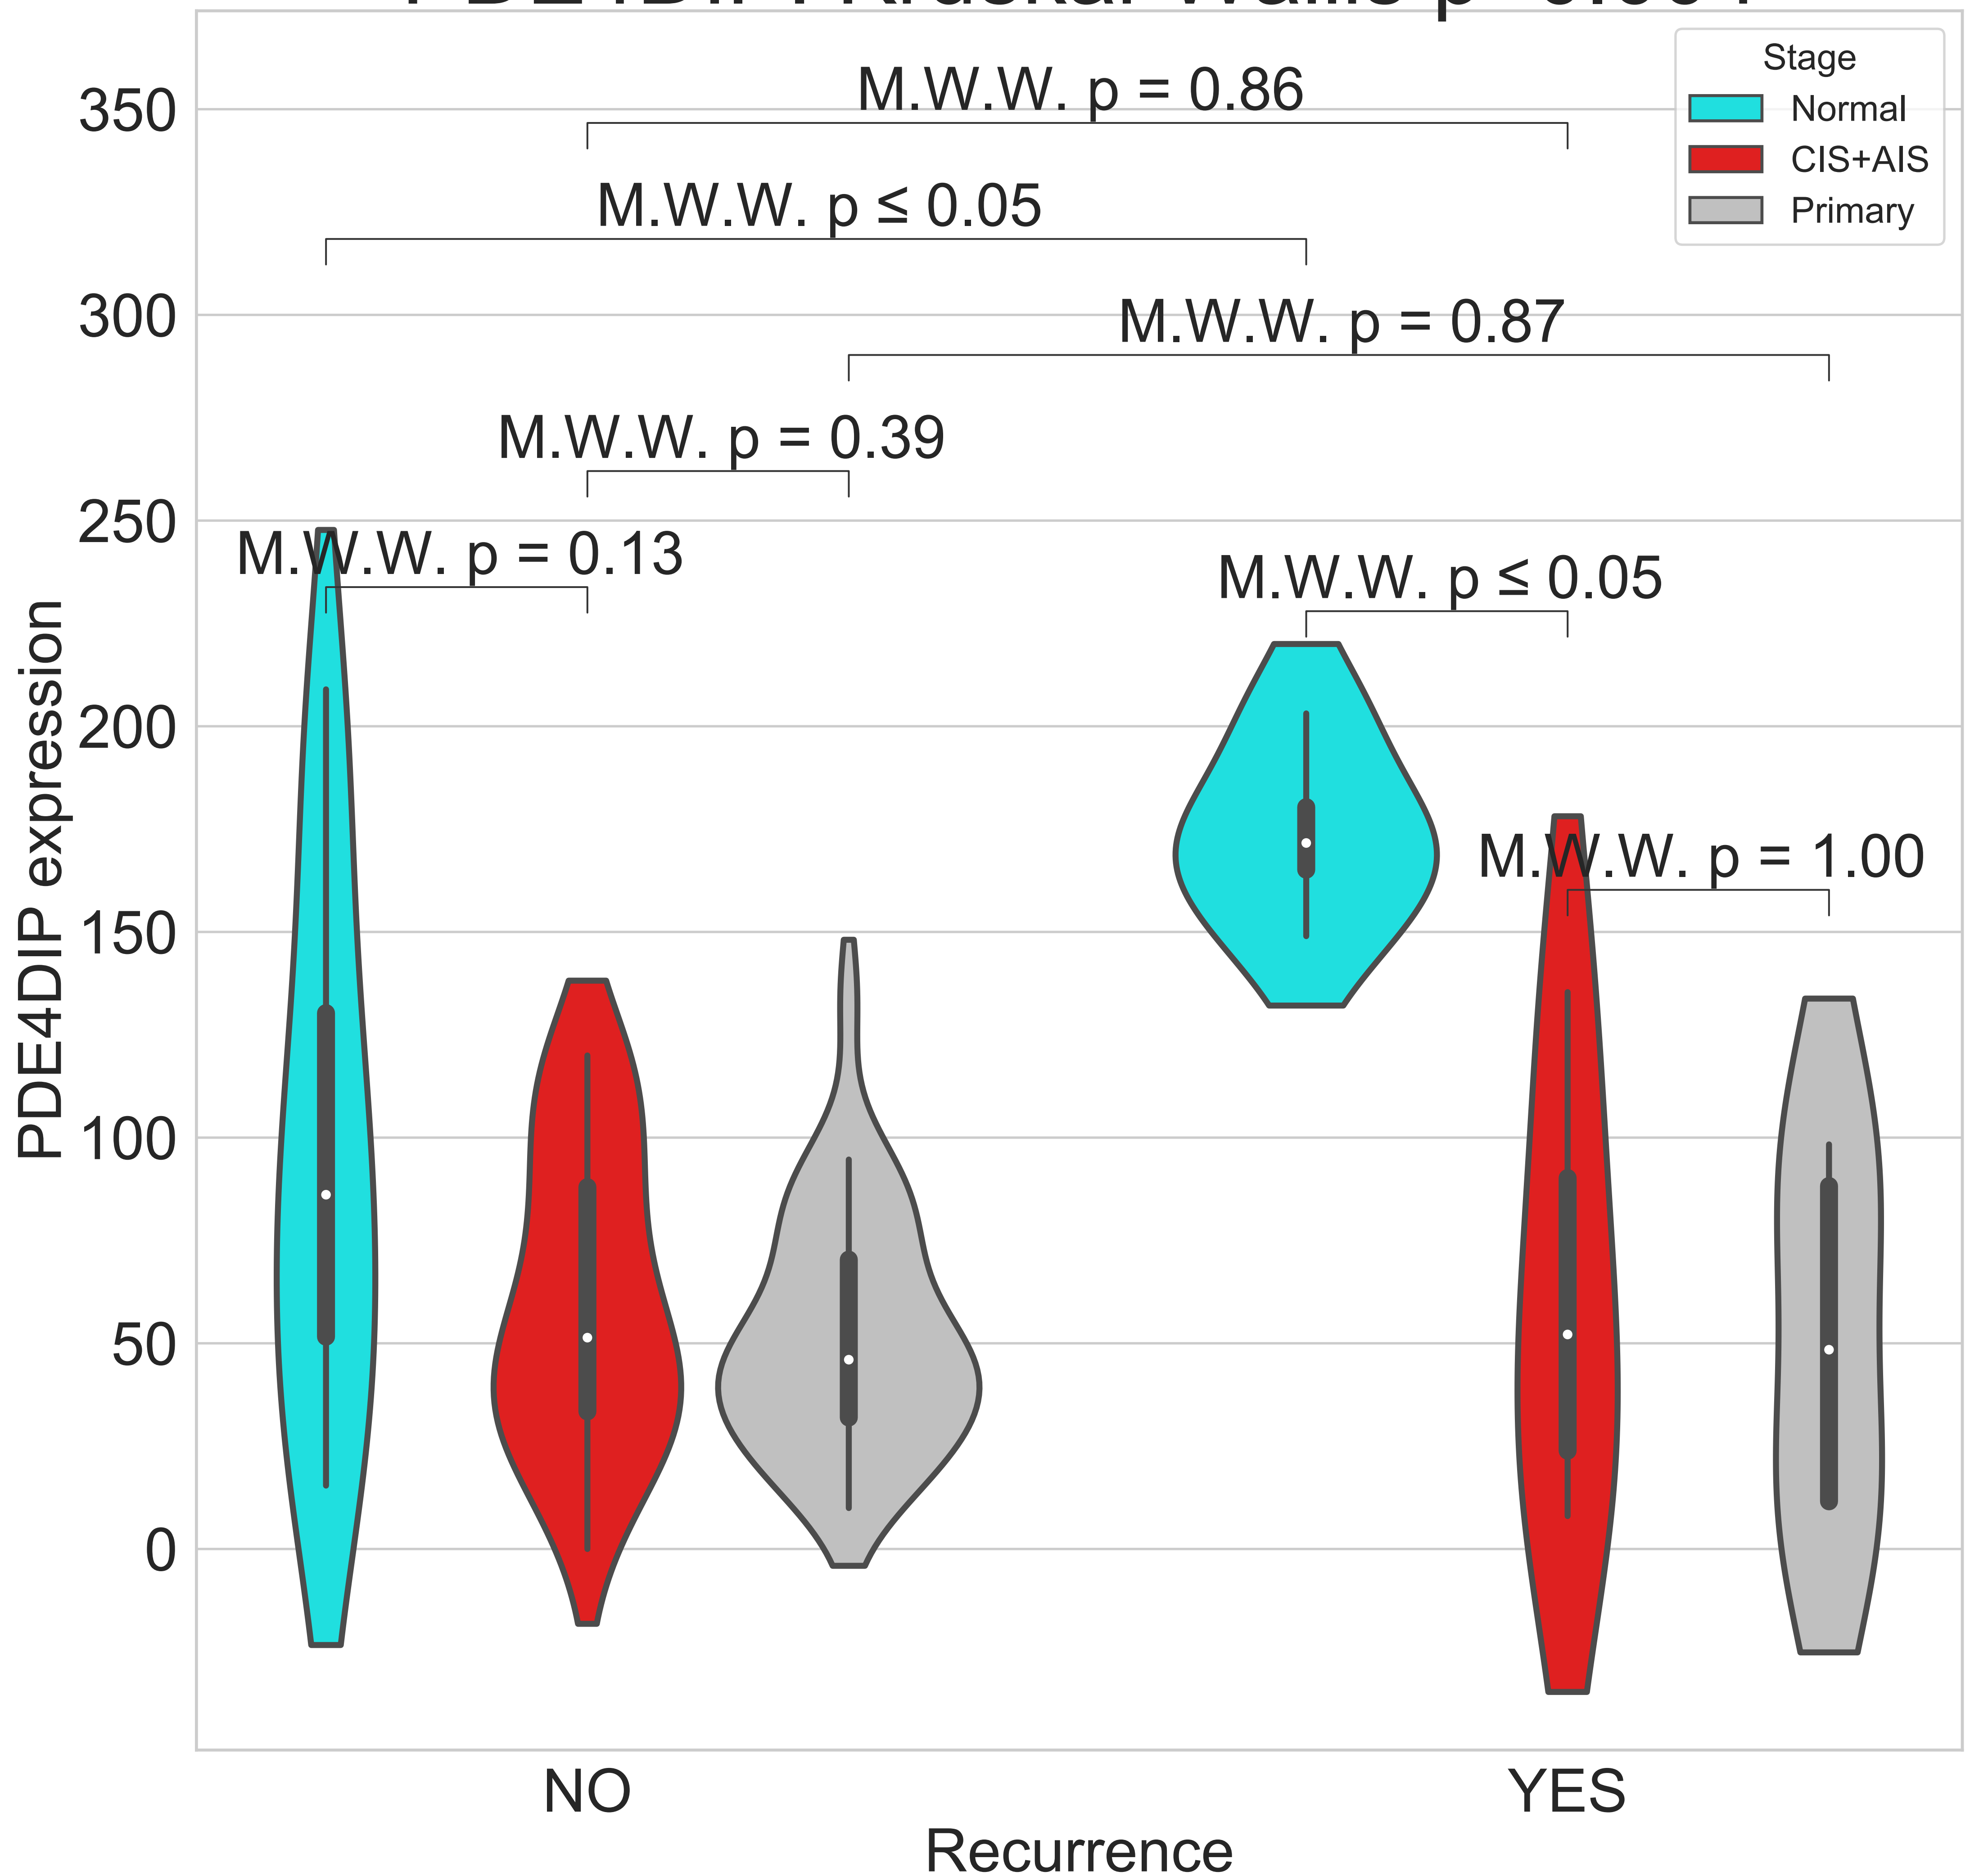 Stage
Normal
CIS+AIS
Primary
M.W.W. p = 0.86
M.W.W. p ≤ 0.05
M.W.W. p = 0.87
M.W.W. p = 0.39
M.W.W. p = 0.13
M.W.W. p ≤ 0.05
M.W.W. p = 1.00
PDE4DIP expression
350
300
250
200
150
100
50
0
NO
YES
Recurrence